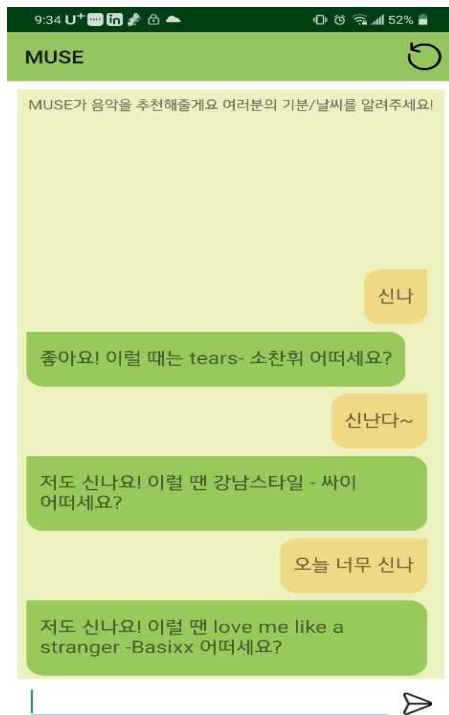 9:34 U+ in 52%
MUSE
MUSE가 음악을 추천해줄게요 여러분의 기분/날씨를 알려주세요!
신나
좋아요! 이럴 때는 tears- 소찬휘 어떠세요?
신난다~
저도 신나요! 이럴 땐 강남스타일 - 싸이
어떠세요?
오늘 너무 신나
저도 신나요! 이럴 땐 love me like a
stranger -Basixx 어떠세요?